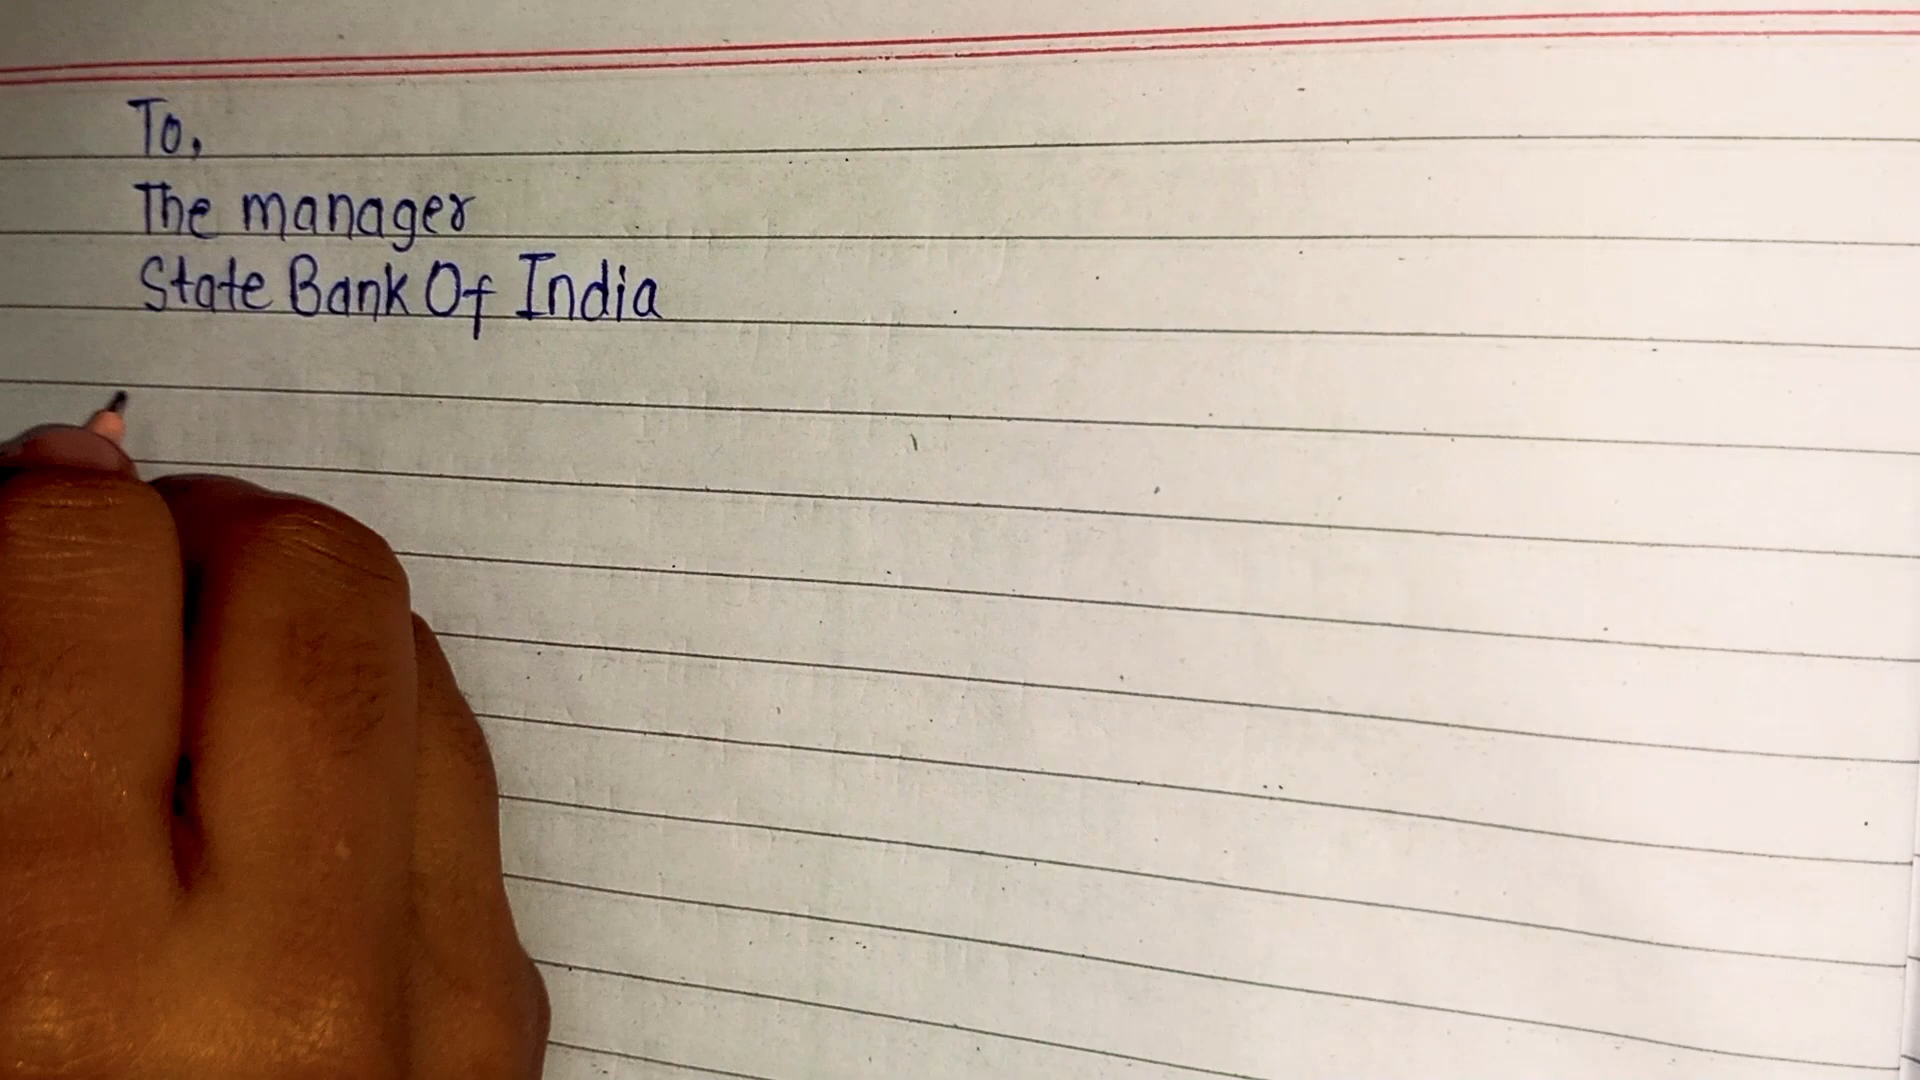 To,
The manager
State Bank Of India